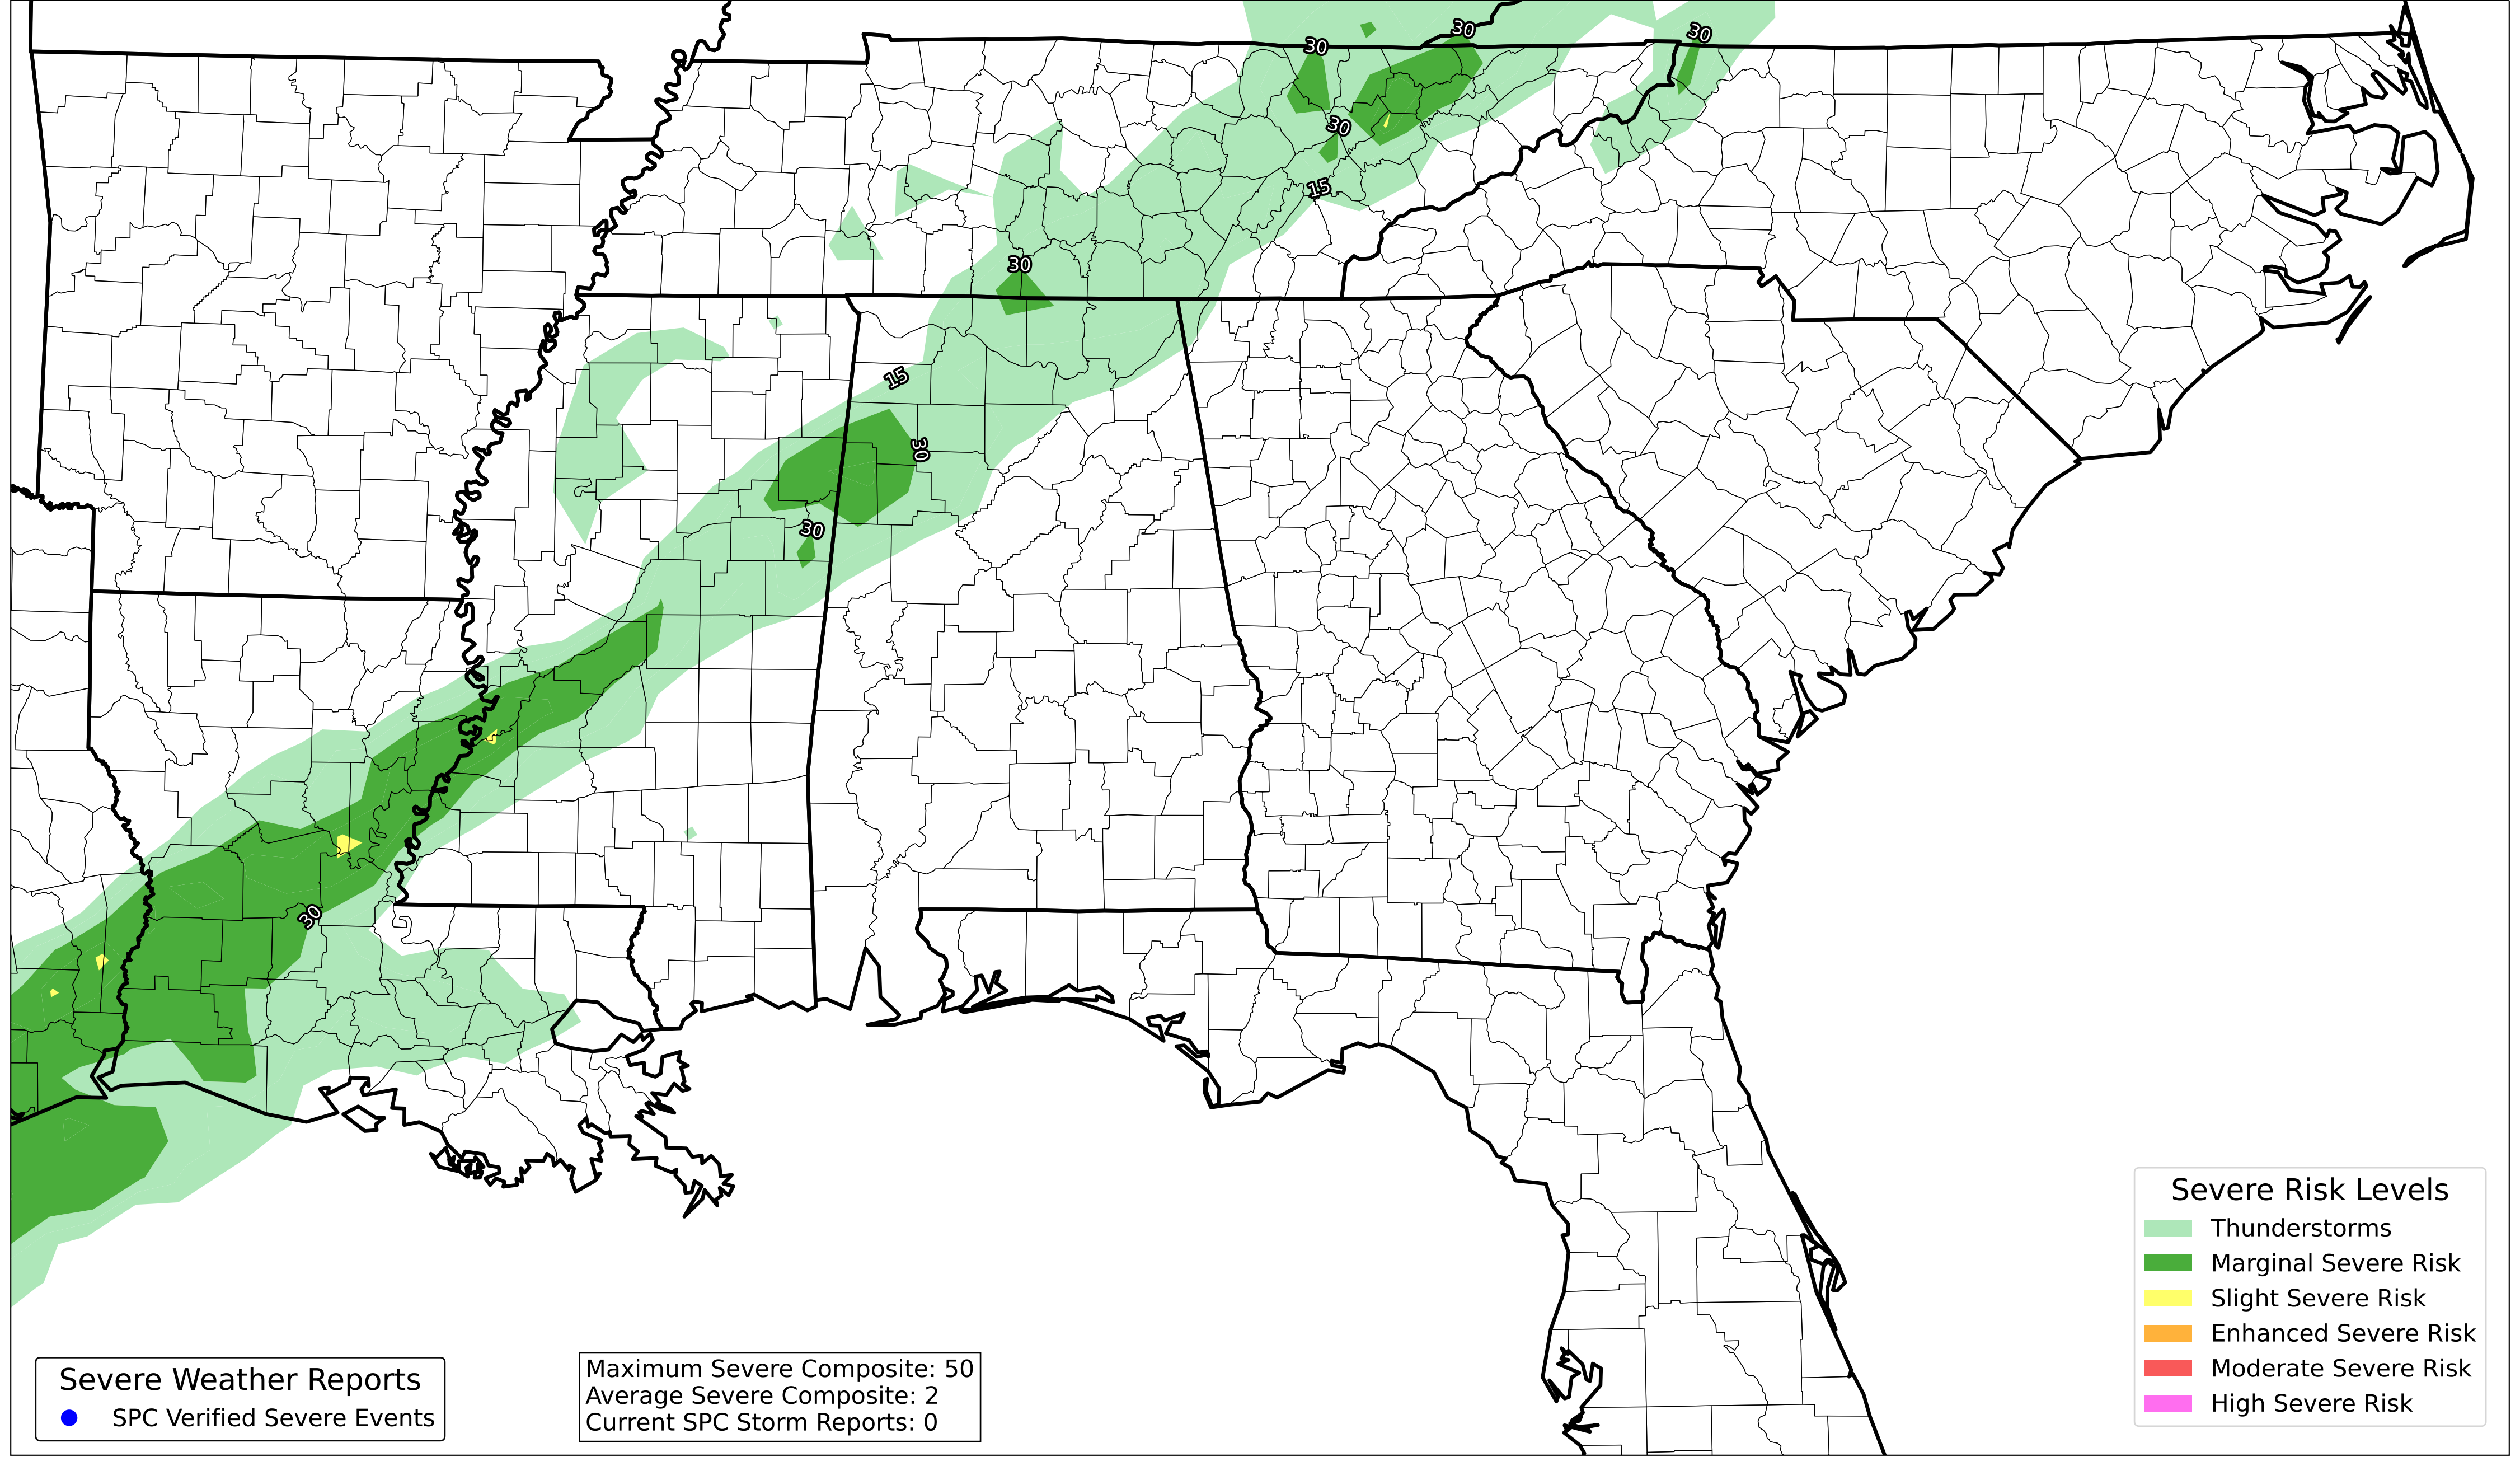 30
30
30
30
15
30
15
30
30
30
Severe Risk Levels
Thunderstorms
Marginal Severe Risk
Slight Severe Risk
Enhanced Severe Risk
Moderate Severe Risk
High Severe Risk
Severe Weather Reports
SPC Verified Severe Events
Maximum Severe Composite: 50
Average Severe Composite: 2
Current SPC Storm Reports: 0